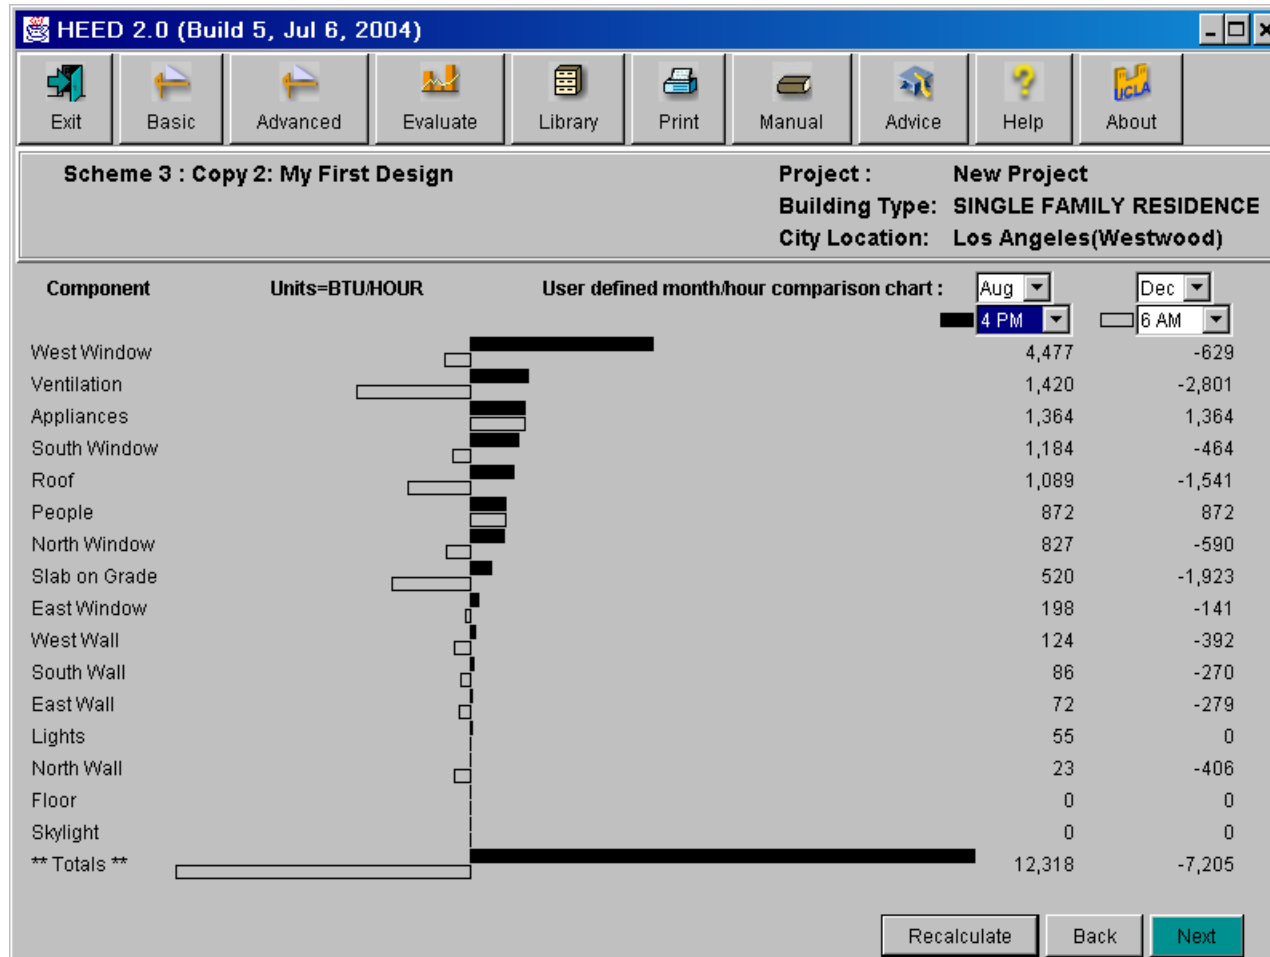 HEED 2.0 (Build 5, Jul 6, 2004)
Exit Basic Advanced Evaluate Library Print Manual Advice Help UCLA About
Scheme 3 : Copy 2: My First Design Project : New Project
Building Type: SINGLE FAMILY RESIDENCE
City Location: Los Angeles(Westwood)
Component Units=BTU/HOUR User defined month/hour comparison chart : Aug Dec
4 PM 6 AM
West Window 4,477 -629
Ventilation 1,420 -2,801
Appliances 1,364 1,364
South Window 1,184 -464
Roof 1,089 -1,541
People 872 872
North Window 827 -590
Slab on Grade 520 -1,923
East Window 198 -141
West Wall 124 -392
South Wall 86 -270
East Wall 72 -279
Lights 55 0
North Wall 23 -406
Floor 0 0
Skylight 0 0
** Totals ** 12,318 -7,205
Recalculate Back Next